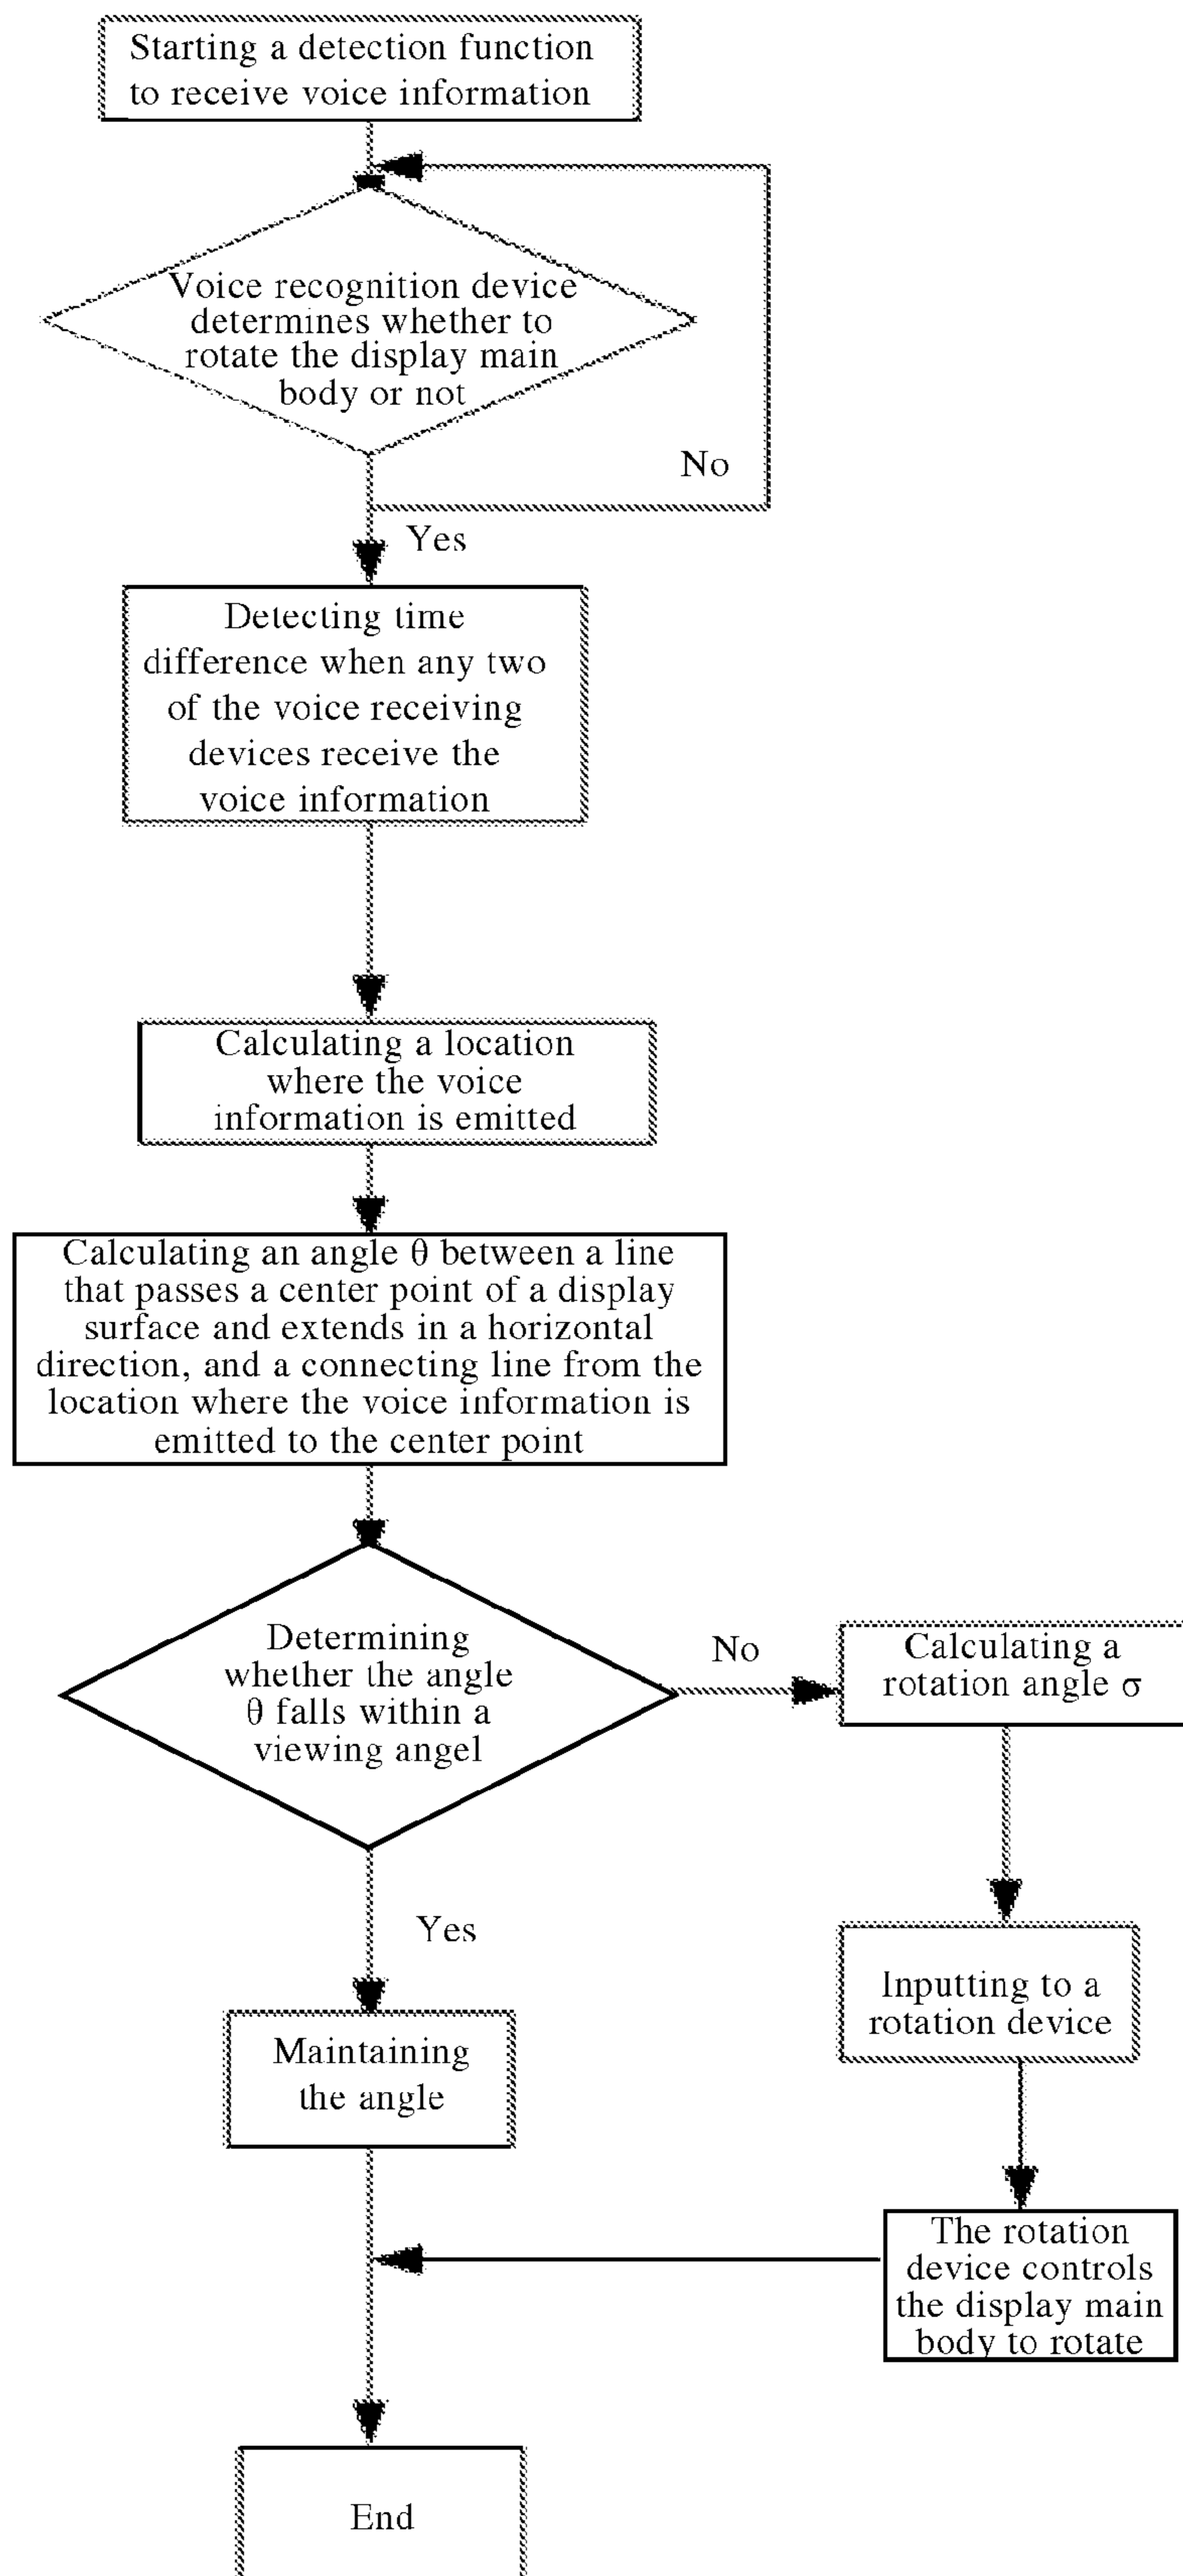 Starting a detection function
to receive voice information
Voice recognition device
determines whether to
rotate the display main
body or not
No
Yes
Detecting time
difference when any two
of the voice receiving
devices receive the
voice information
Calculating a location
where the voice
information is emitted
Calculating an angle θ between a line
that passes a center point of a display
surface and extends in a horizontal
direction, and a connecting line from the
location where the voice information is
emitted to the center point
Determining
whether the angle
θ falls within a
viewing angel
No
Calculating a
rotation angle σ
Yes
Inputting to a
rotation device
Maintaining
the angle
The rotation
device controls
the display main
body to rotate
End